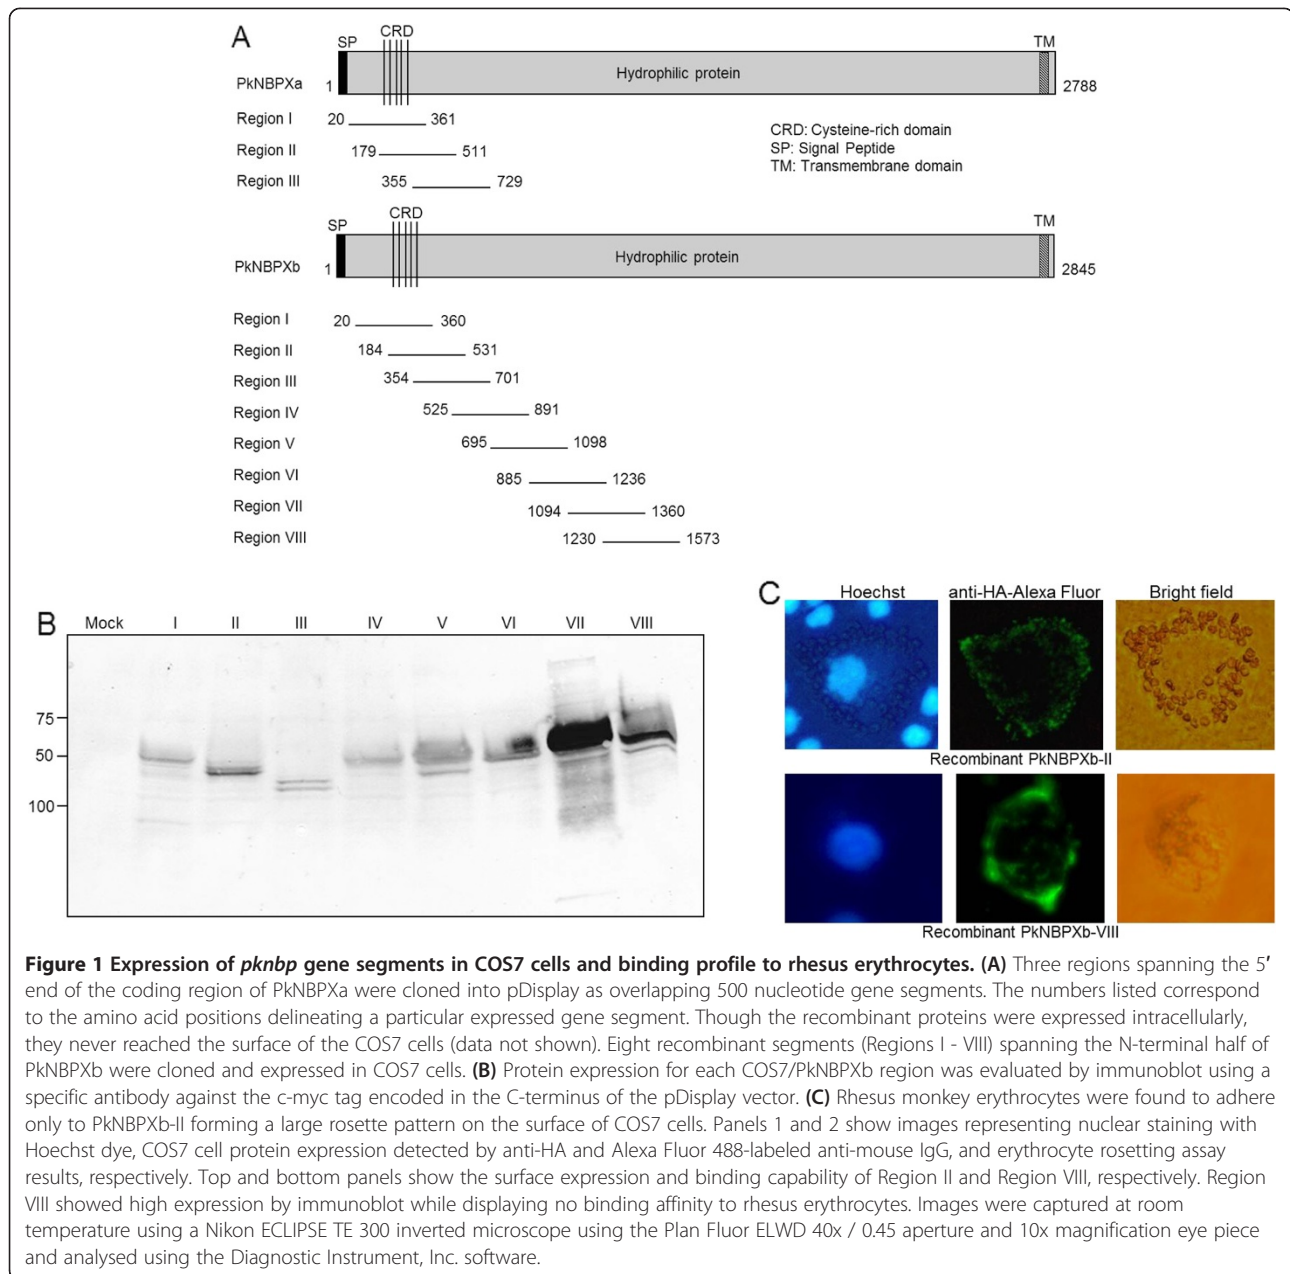 A
SP
CRD
TM
PkNBPXa
1
Hydrophilic protein
2788
Region I
20
361
Region II
179
511
Region III
355
729
CRD: Cysteine-rich domain
SP: Signal Peptide
TM: Transmembrane domain
SP
CRD
TM
PkNBPXb
1
Hydrophilic protein
2845
Region I
20
360
Region II
184
531
Region III
354
701
Region IV
525
891
Region V
695
1098
Region VI
885
1236
Region VII
1094
1360
Region VIII
1230
1573
B
Mock I II III IV V VI VII VIII
75
50
100
C
Hoechst anti-HA-Alexa Fluor Bright field
Recombinant PkNBPXb-II
Recombinant PkNBPXb-VIII
Figure 1 Expression of pknbp gene segments in COS7 cells and binding profile to rhesus erythrocytes. (A) Three regions spanning the 5′
end of the coding region of PkNBPXa were cloned into pDisplay as overlapping 500 nucleotide gene segments. The numbers listed correspond
to the amino acid positions delineating a particular expressed gene segment. Though the recombinant proteins were expressed intracellularly,
they never reached the surface of the COS7 cells (data not shown). Eight recombinant segments (Regions I - VIII) spanning the N-terminal half of
PkNBPXb were cloned and expressed in COS7 cells. (B) Protein expression for each COS7/PkNBPXb region was evaluated by immunoblot using a
specific antibody against the c-myc tag encoded in the C-terminus of the pDisplay vector. (C) Rhesus monkey erythrocytes were found to adhere
only to PkNBPXb-II forming a large rosette pattern on the surface of COS7 cells. Panels 1 and 2 show images representing nuclear staining with
Hoechst dye, COS7 cell protein expression detected by anti-HA and Alexa Fluor 488-labeled anti-mouse IgG, and erythrocyte rosetting assay
results, respectively. Top and bottom panels show the surface expression and binding capability of Region II and Region VIII, respectively. Region
VIII showed high expression by immunoblot while displaying no binding affinity to rhesus erythrocytes. Images were captured at room
temperature using a Nikon ECLIPSE TE 300 inverted microscope using the Plan Fluor ELWD 40x / 0.45 aperture and 10x magnification eye piece
and analysed using the Diagnostic Instrument, Inc. software.